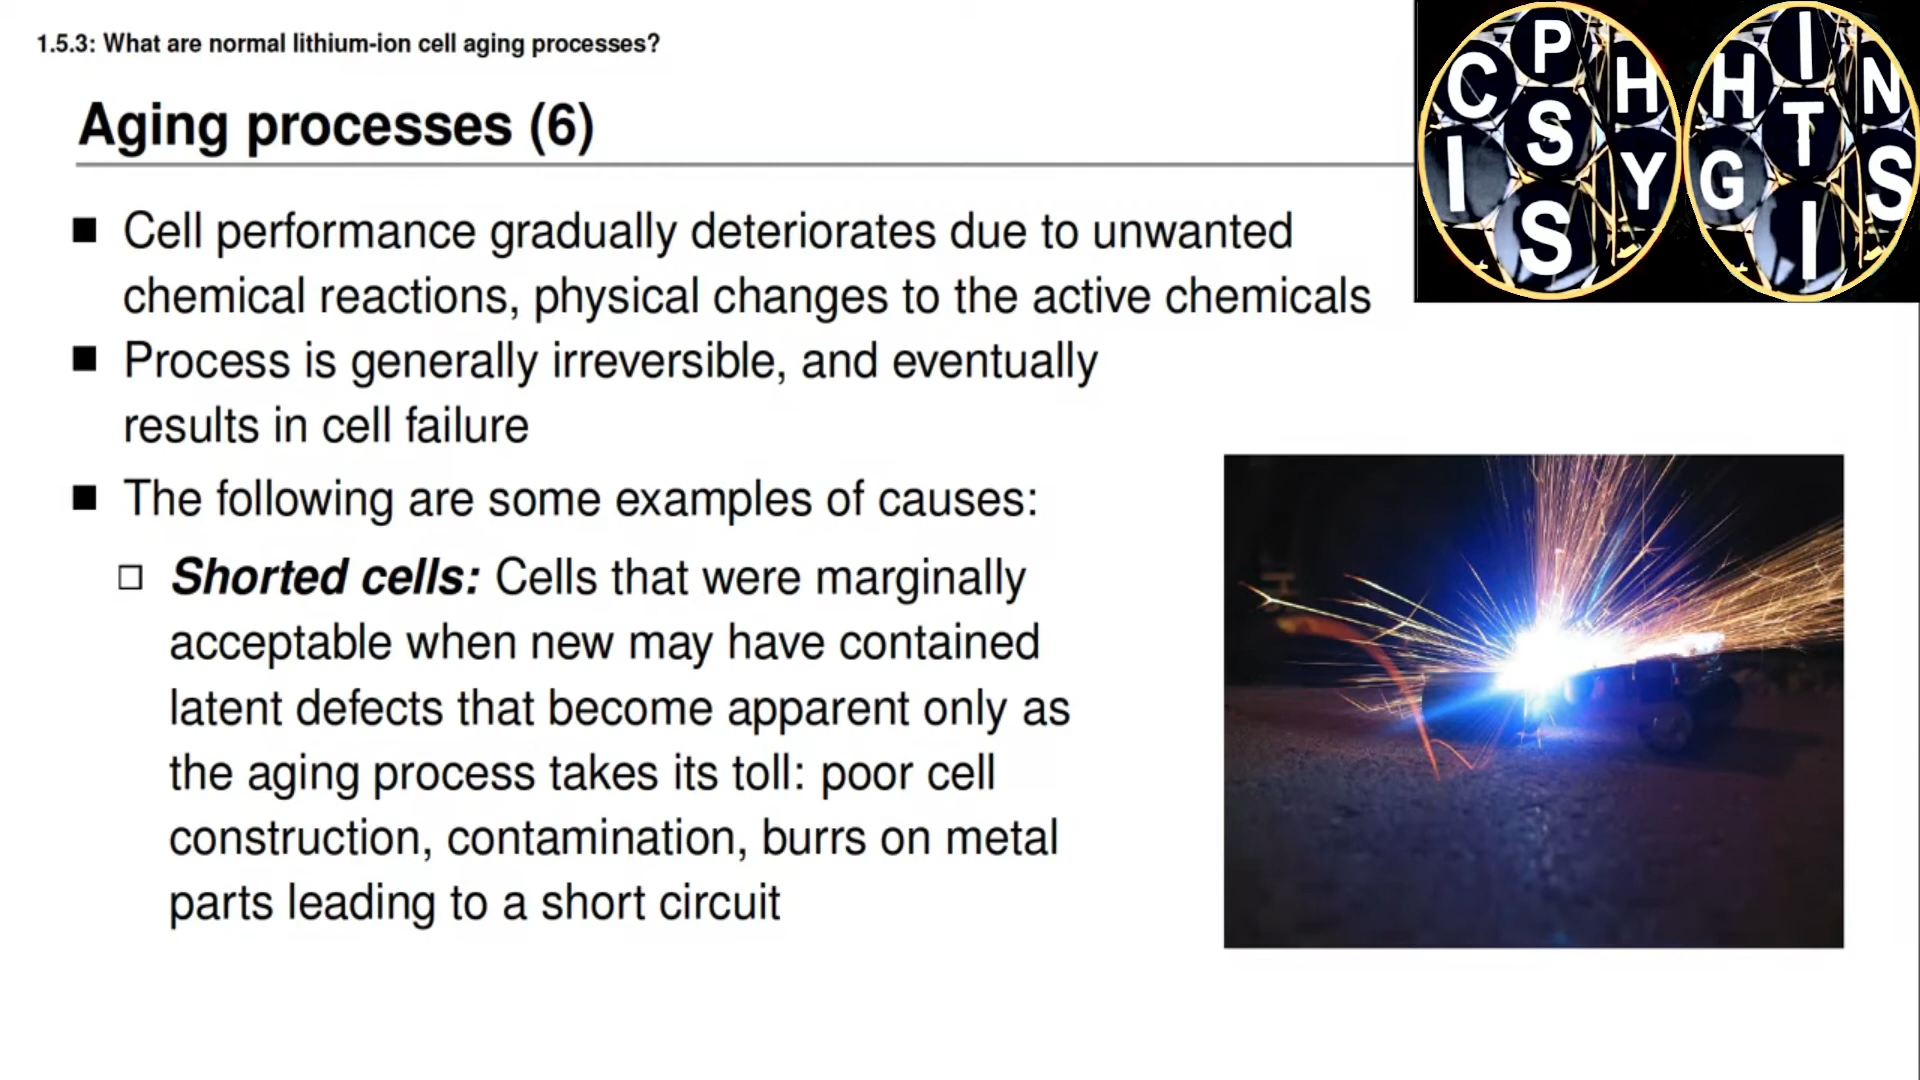 1.5.3: What are normal lithium-ion cell aging processes?
Aging processes (6)
Cell performance gradually deteriorates due to unwanted
chemical reactions, physical changes to the active chemicals
Process is generally irreversible, and eventually
results in cell failure
The following are some examples of causes:
Shorted cells: Cells that were marginally
acceptable when new may have contained
latent defects that become apparent only as
the aging process takes its toll: poor cell
construction, contamination, burrs on metal
parts leading to a short circuit
P
C H
S
I Y
S
I
H N
T
G S
I